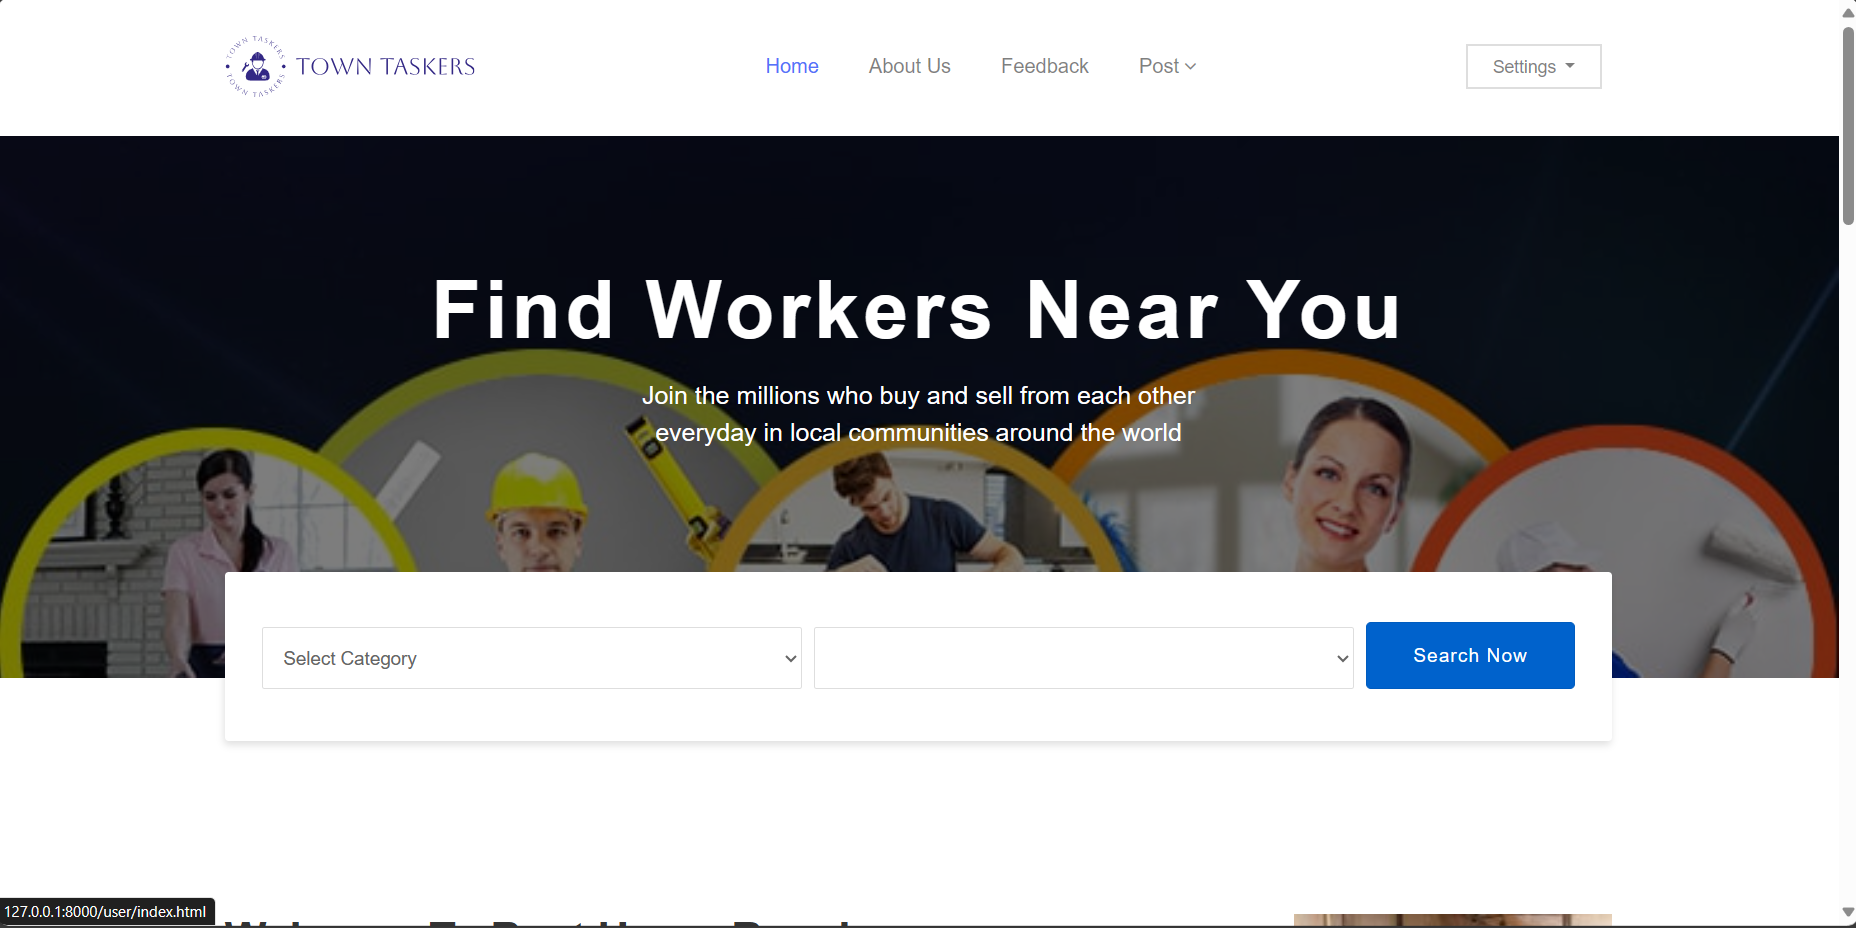 TOWN TASKERS
TOWN TASKERS
TOWN TASKERS
Home
About Us
Feedback
Post
Settings
Find Workers Near You
Join the millions who buy and sell from each other
everyday in local communities around the world
Select Category
Search Now
127.0.0.1:8000/user/index.html